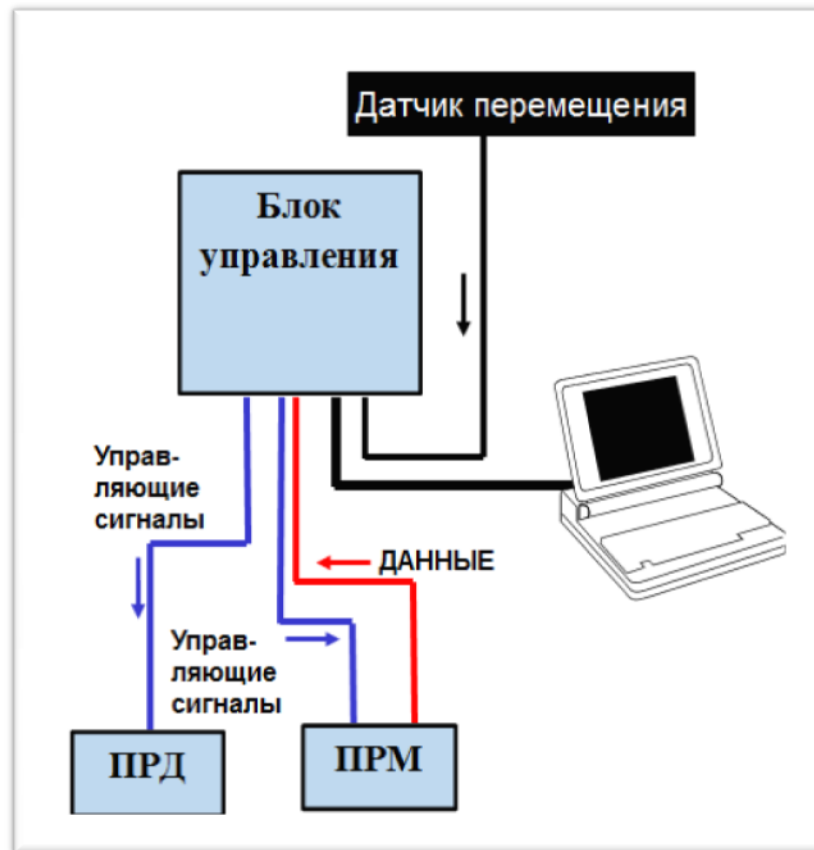 Датчик перемещения
Блок
управления
Управ-
ляющие
сигналы
ДАННЫЕ
Управ-
ляющие
сигналы
ПРД
ПРМ